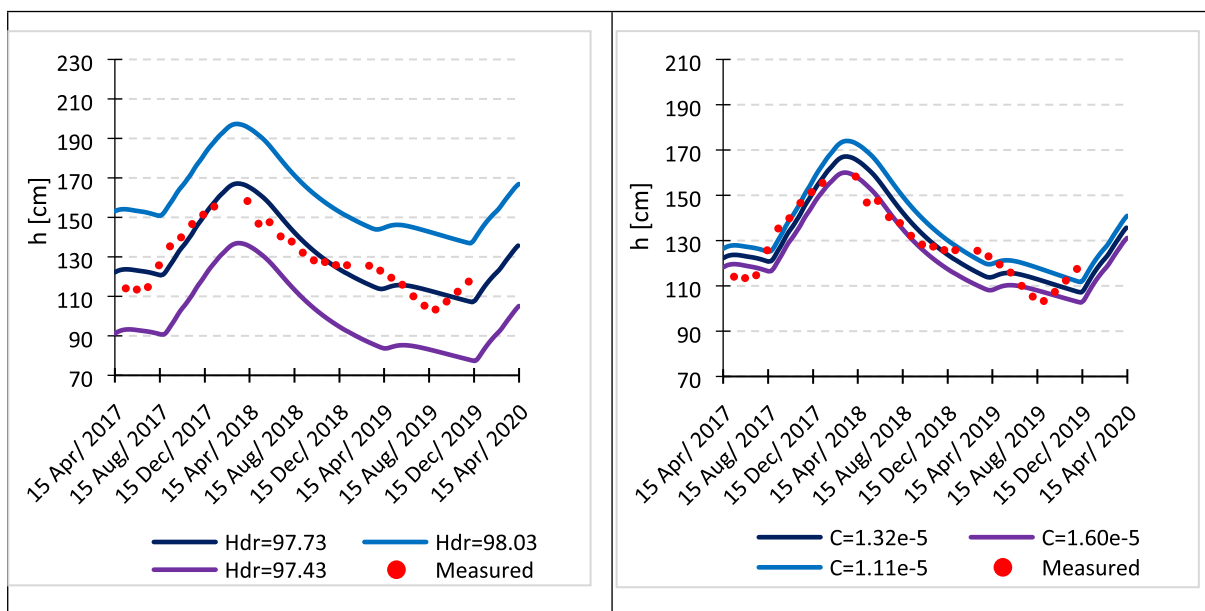 h [cm]
230
210
190
170
150
130
110
90
70
15 Apr/ 2017
15 Aug/ 2017
15 Dec/ 2017
15 Apr/ 2018
15 Aug/ 2018
15 Dec/ 2018
15 Apr/ 2019
15 Aug/ 2019
15 Dec/ 2019
15 Apr/ 2020
Hdr=97.73
Hdr=98.03
Hdr=97.43
Measured
h [cm]
210
190
170
150
130
110
90
70
15 Apr/ 2017
15 Aug/ 2017
15 Dec/ 2017
15 Apr/ 2018
15 Aug/ 2018
15 Dec/ 2018
15 Apr/ 2019
15 Aug/ 2019
15 Dec/ 2019
15 Apr/ 2020
C=1.32e-5
C=1.60e-5
C=1.11e-5
Measured